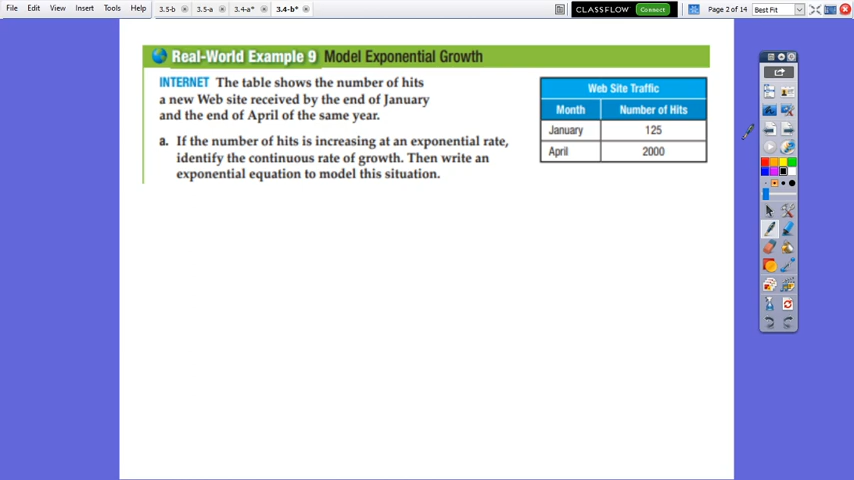 File Edit View Insert Tools Help
3.5-b 3.5-a 3.4-a* 3.4-b*
CLASSFLOW Connect
Page 2 of 14 Best Fit
Real-World Example 9 Model Exponential Growth
INTERNET The table shows the number of hits
a new Web site received by the end of January
and the end of April of the same year.
a. If the number of hits is increasing at an exponential rate,
identify the continuous rate of growth. Then write an
exponential equation to model this situation.
Web Site Traffic
Month Number of Hits
January 125
April 2000